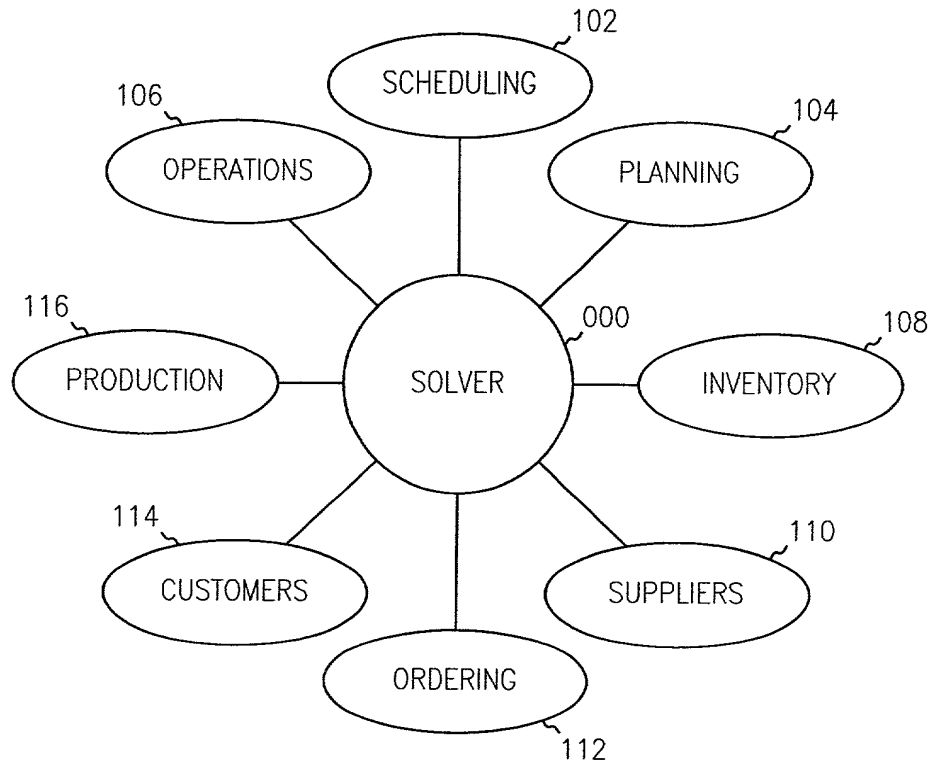 102
SCHEDULING
106
OPERATIONS
104
PLANNING
116
PRODUCTION
000
SOLVER
108
INVENTORY
114
CUSTOMERS
110
SUPPLIERS
ORDERING
112